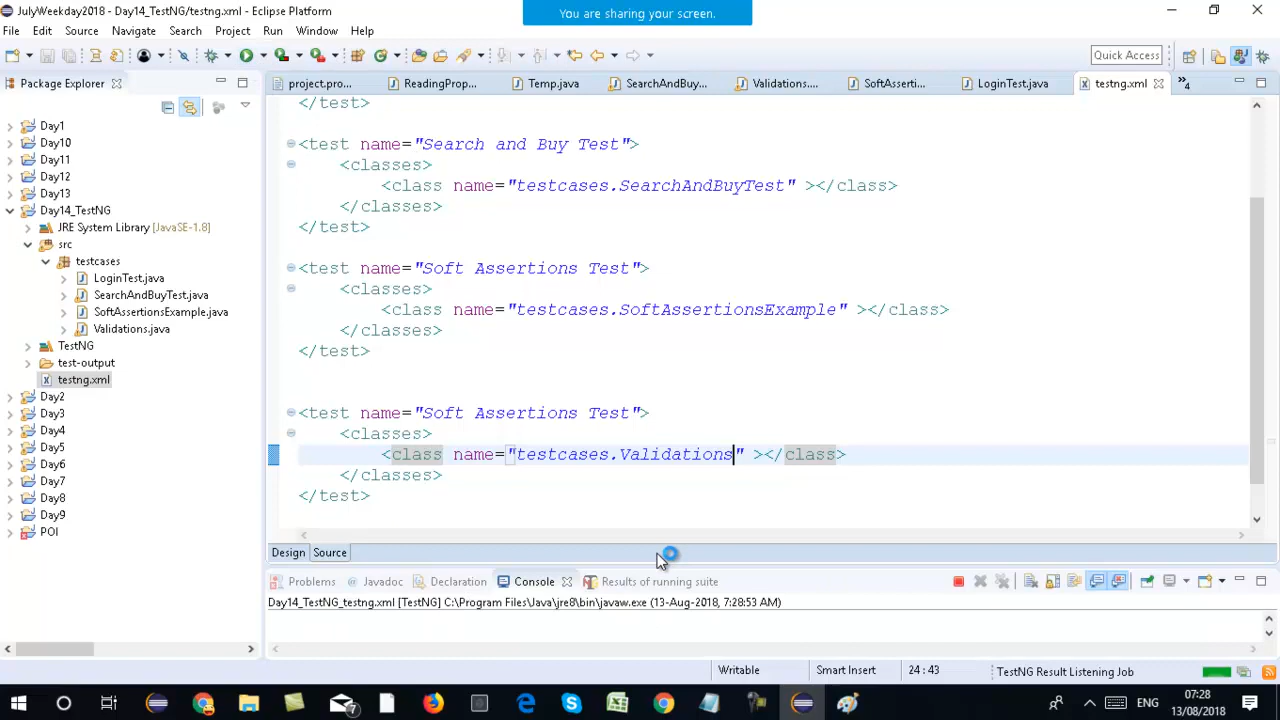 JulyWeekday2018 - Day14_TestNG/testng.xml - Eclipse Platform
You are sharing your screen.
File Edit Source Navigate Search Project Run Window Help
Quick Access
Package Explorer
project.pro...
ReadingProp...
Temp.java
SearchAndBuy...
Validations....
SoftAsserti...
LoginTest.java
testng.xml
»4
Day1
Day10
Day11
Day12
Day13
Day14_TestNG
JRE System Library [JavaSE-1.8]
src
testcases
LoginTest.java
SearchAndBuyTest.java
SoftAssertionsExample.java
Validations.java
TestNG
test-output
testng.xml
Day2
Day3
Day4
Day5
Day6
Day7
Day8
Day9
POI
</test>
<test name="Search and Buy Test">
<classes>
<class name="testcases.SearchAndBuyTest" ></class>
</classes>
</test>
<test name="Soft Assertions Test">
<classes>
<class name="testcases.SoftAssertionsExample" ></class>
</classes>
</test>
<test name="Soft Assertions Test">
<classes>
<class name="testcases.Validations" ></class>
</classes>
</test>
Design Source
Problems Javadoc Declaration Console Results of running suite
Day14_TestNG_testng.xml [TestNG] C:\Program Files\Java\jre8\bin\javaw.exe (13-Aug-2018, 7:28:53 AM)
Writable Smart Insert 24 : 43 TestNG Result Listening Job
7
ENG
07:28
13/08/2018